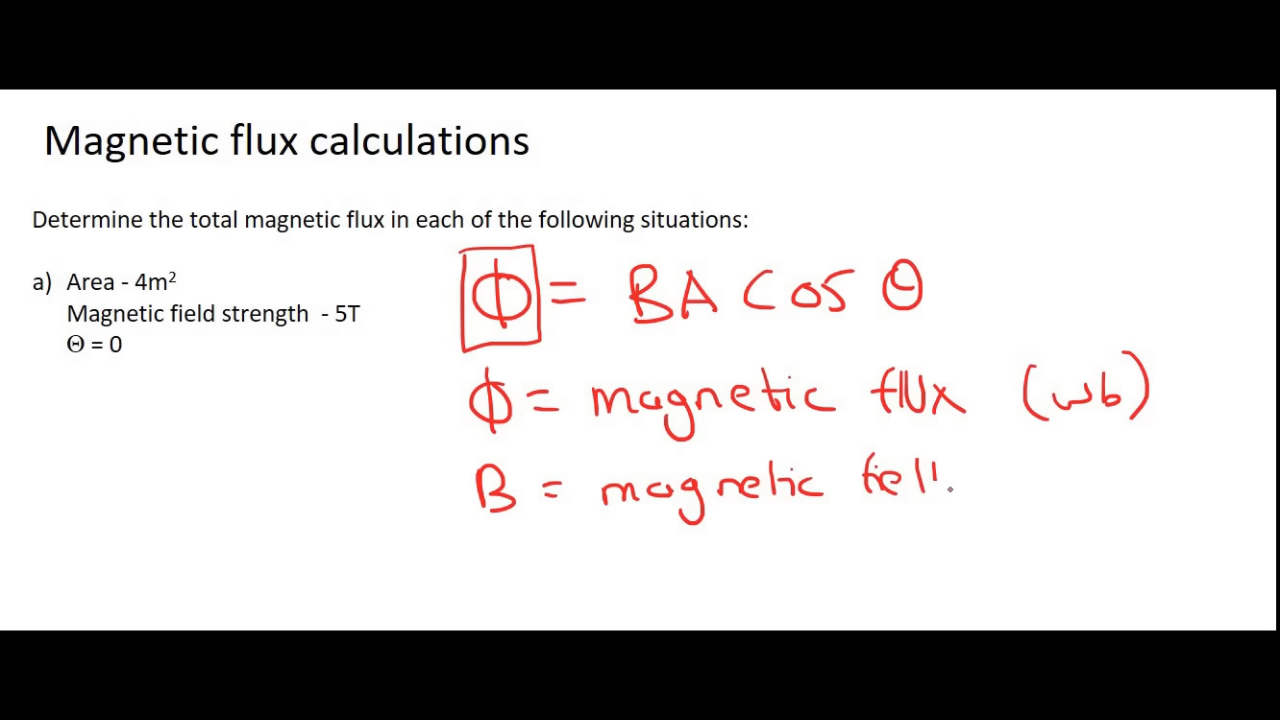 Magnetic flux calculations
Determine the total magnetic flux in each of the following situations:
a) Area - 4m²
Magnetic field strength - 5T
Θ = 0
Φ = BA Cos Θ
Φ = magnetic flux (wb)
B = magnetic